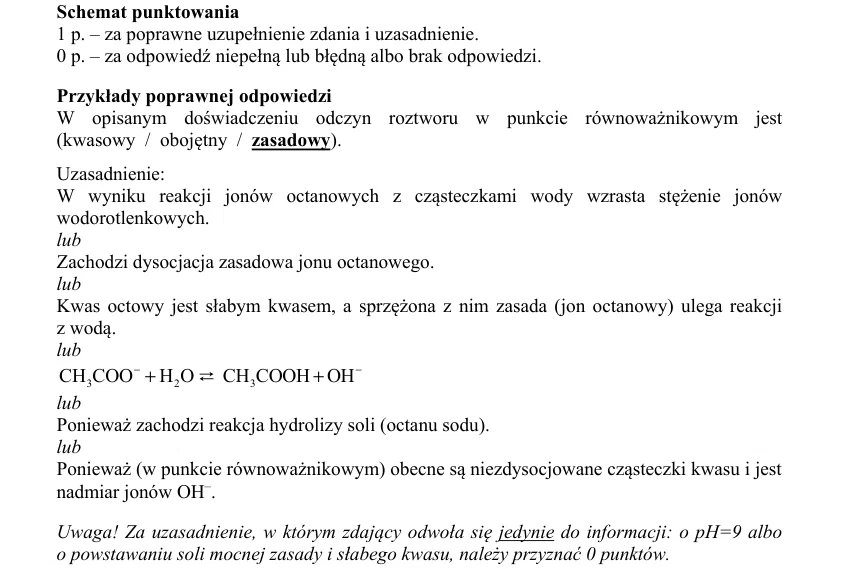 Schemat punktowania
1 p. – za poprawne uzupełnienie zdania i uzasadnienie.
0 p. – za odpowiedź niepełną lub błędną albo brak odpowiedzi.
Przykłady poprawnej odpowiedzi
W opisanym doświadczeniu odczyn roztworu w punkcie równoważnikowym jest
(kwasowy / obojętny / zasadowy).
Uzasadnienie:
W wyniku reakcji jonów octanowych z cząsteczkami wody wzrasta stężenie jonów
wodorotlenkowych.
lub
Zachodzi dysocjacja zasadowa jonu octanowego.
lub
Kwas octowy jest słabym kwasem, a sprzężona z nim zasada (jon octanowy) ulega reakcji
z wodą.
lub
CH₃COO⁻ + H₂O ⇌ CH₃COOH + OH⁻
lub
Ponieważ zachodzi reakcja hydrolizy soli (octanu sodu).
lub
Ponieważ (w punkcie równoważnikowym) obecne są niezdysocjowane cząsteczki kwasu i jest
nadmiar jonów OH⁻.
Uwaga! Za uzasadnienie, w którym zdający odwoła się jedynie do informacji: o pH=9 albo
o powstawaniu soli mocnej zasady i słabego kwasu, należy przyznać 0 punktów.